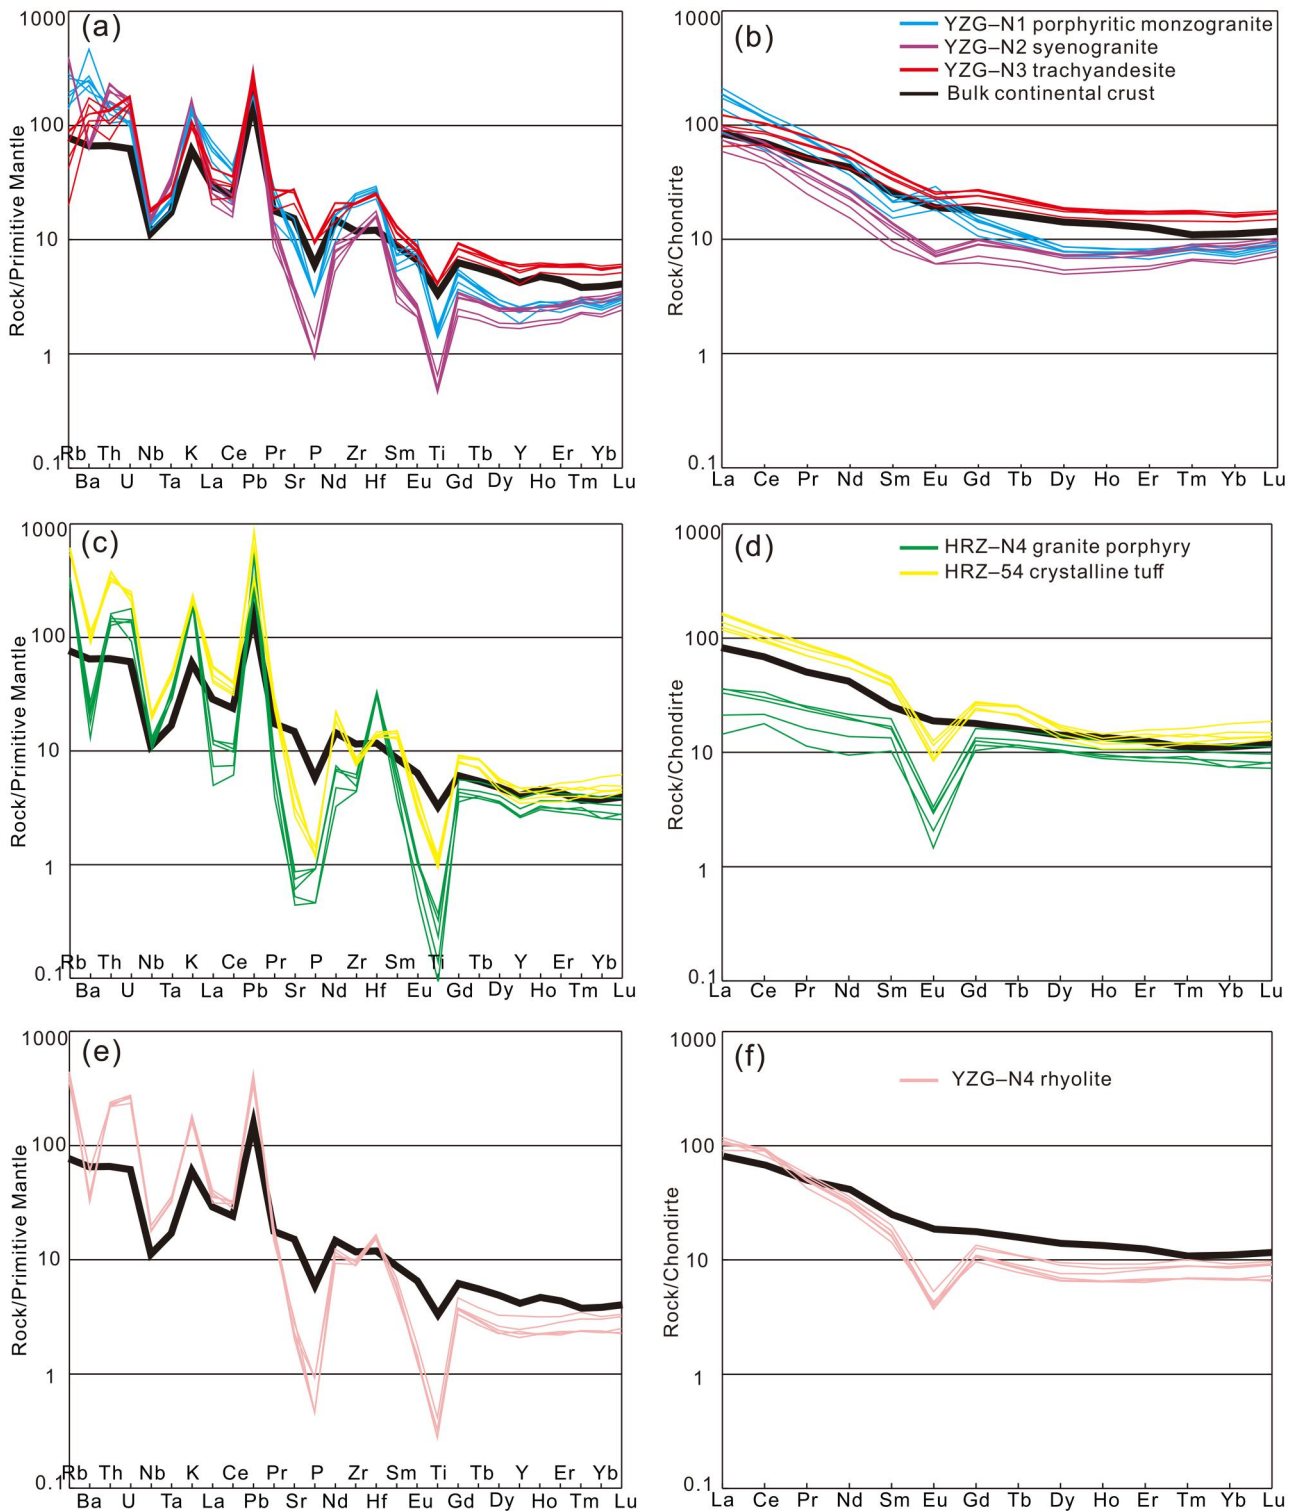 (a)
1000
100
10
1
0.1
Rock/Primitive Mantle
Rb Th Nb K Ce Pr P Zr Sm Ti Tb Y Er Yb
Ba U Ta La Pb Sr Nd Hf Eu Gd Dy Ho Tm Lu
(b)
YZG–N1 porphyritic monzogranite
YZG–N2 syenogranite
YZG–N3 trachyandesite
Bulk continental crust
1000
100
10
1
0.1
Rock/Chondirte
La Ce Pr Nd Sm Eu Gd Tb Dy Ho Er Tm Yb Lu
(c)
1000
100
10
1
0.1
Rock/Primitive Mantle
Rb Th Nb K Ce Pr P Zr Sm Ti Tb Y Er Yb
Ba U Ta La Pb Sr Nd Hf Eu Gd Dy Ho Tm Lu
(d)
HRZ–N4 granite porphyry
HRZ–54 crystalline tuff
1000
100
10
1
0.1
Rock/Chondirte
La Ce Pr Nd Sm Eu Gd Tb Dy Ho Er Tm Yb Lu
(e)
1000
100
10
1
0.1
Rock/Primitive Mantle
Rb Th Nb K Ce Pr P Zr Sm Ti Tb Y Er Yb
Ba U Ta La Pb Sr Nd Hf Eu Gd Dy Ho Tm Lu
(f)
YZG–N4 rhyolite
1000
100
10
1
0.1
Rock/Chondirte
La Ce Pr Nd Sm Eu Gd Tb Dy Ho Er Tm Yb Lu